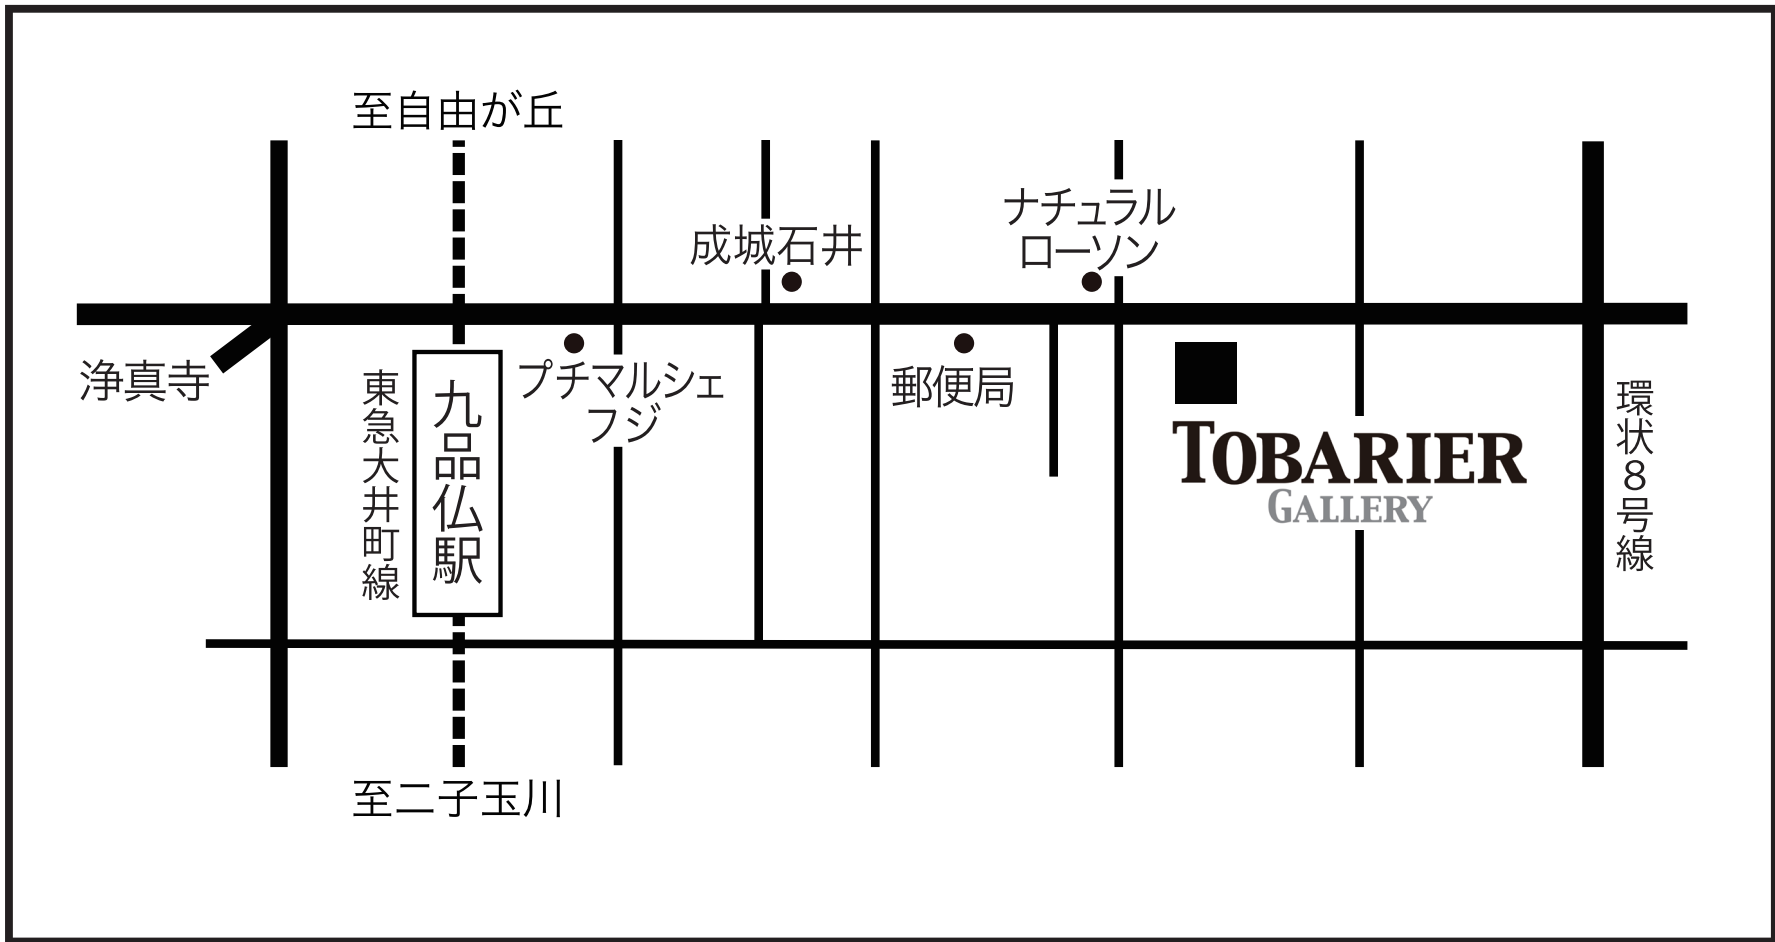 至自由が丘
成城石井
ナチュラル
ローソン
浄真寺
東急大井町線
九品仏駅
プチマルシェ
フジ
郵便局
TOBARIER
GALLERY
環状8号線
至二子玉川